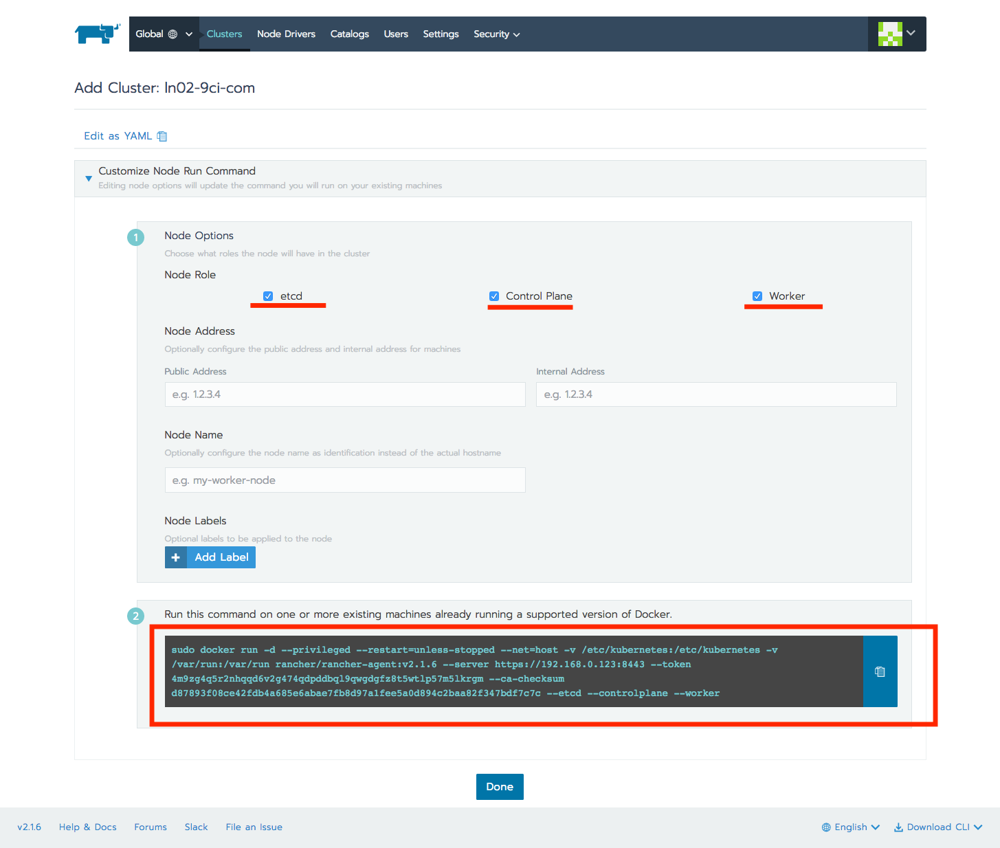 Global Clusters Node Drivers Catalogs Users Settings Security
Add Cluster: ln02-9ci-com
Edit as YAML
Customize Node Run Command
Editing node options will update the command you will run on your existing machines
1
Node Options
Choose what roles the node will have in the cluster
Node Role
etcd Control Plane Worker
Node Address
Optionally configure the public address and internal address for machines
Public Address Internal Address
e.g. 1.2.3.4 e.g. 1.2.3.4
Node Name
Optionally configure the node name as identification instead of the actual hostname
e.g. my-worker-node
Node Labels
Optional labels to be applied to the node
+ Add Label
2
Run this command on one or more existing machines already running a supported version of Docker.
sudo docker run -d --privileged --restart=unless-stopped --net=host -v /etc/kubernetes:/etc/kubernetes -v
/var/run:/var/run rancher/rancher-agent:v2.1.6 --server https://192.168.0.123:8443 --token
4m9zg4q5r2nhqqd6v2g474qdpddbql9qwgdgfz8t5wtlp57m5lkrgm --ca-checksum
d87893f08ce42fdb4a685e6abae7fb8d97a1fee5a0d894c2baa82f347bdf7c7c --etcd --controlplane --worker
Done
v2.1.6 Help & Docs Forums Slack File an Issue English Download CLI